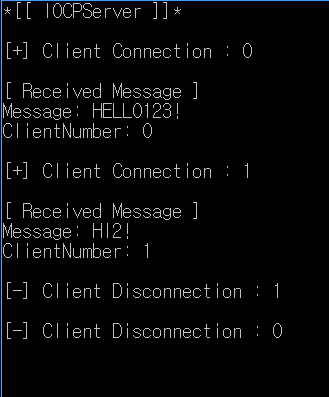 *[[ IOCPServer ]]*
[+] Client Connection : 0
[ Received Message ]
Message: HELLO123!
ClientNumber: 0
[+] Client Connection : 1
[ Received Message ]
Message: HI2!
ClientNumber: 1
[-] Client Disconnection : 1
[-] Client Disconnection : 0